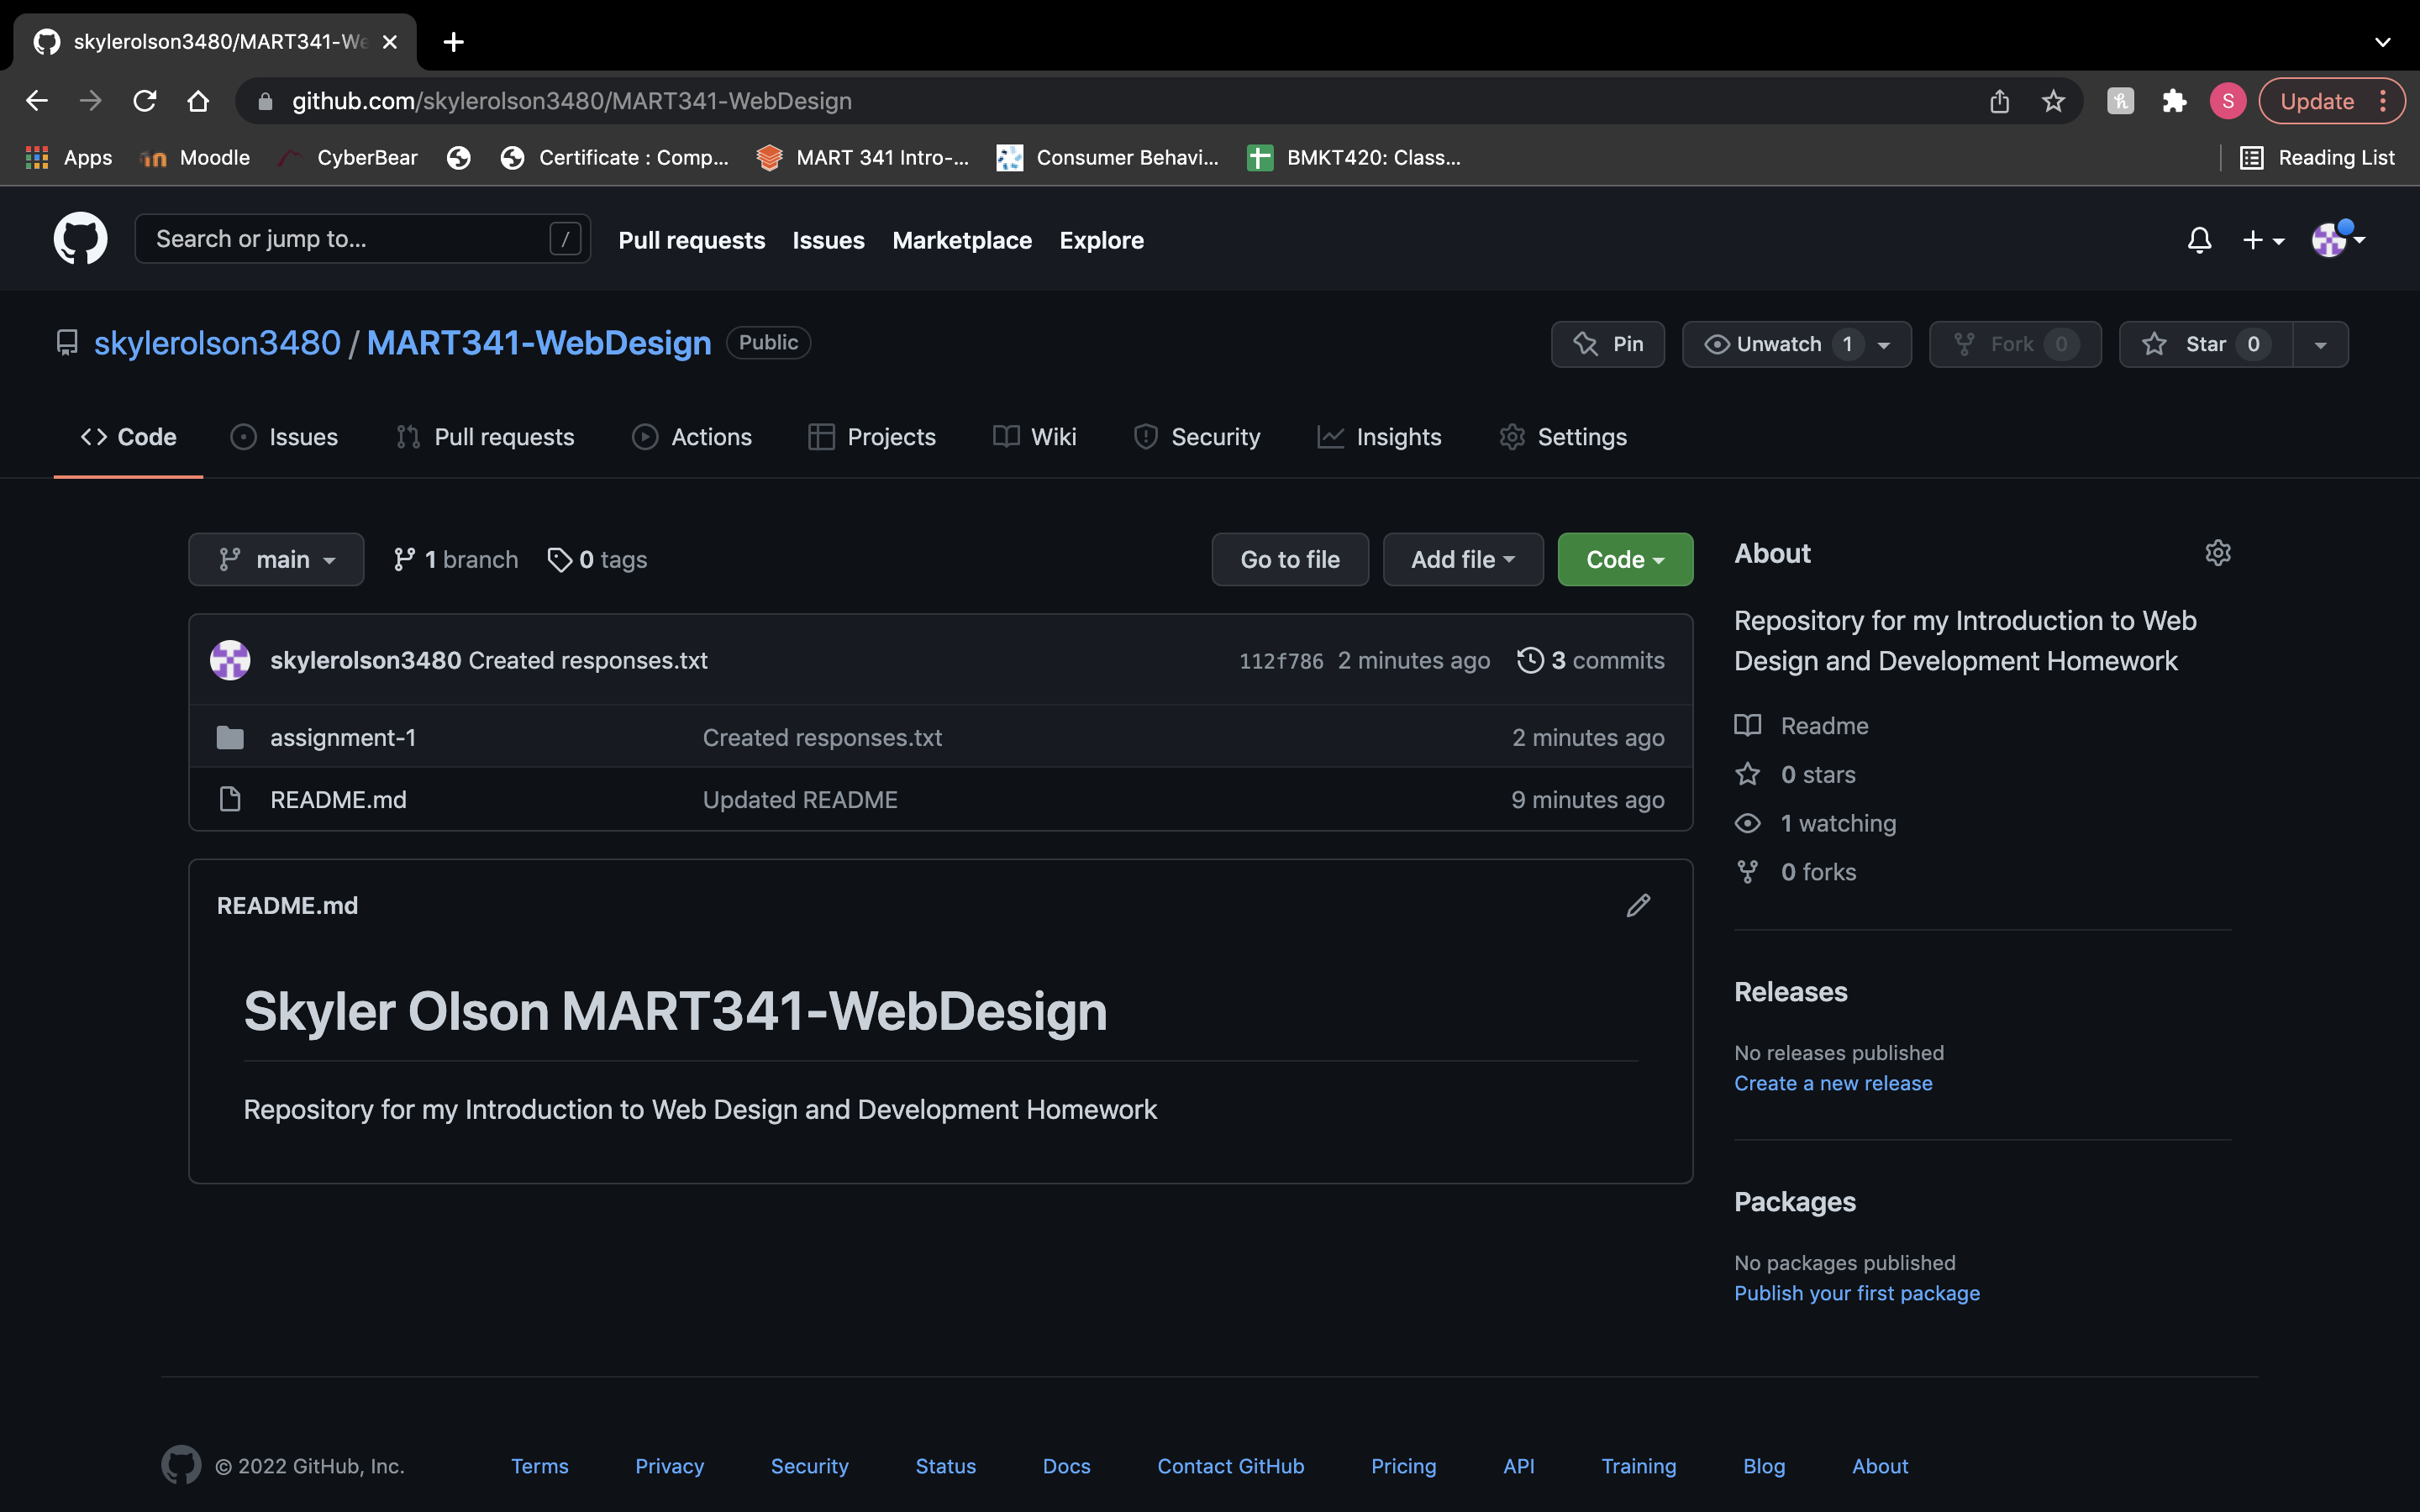 skylerolson3480/MART341-We
github.com/skylerolson3480/MART341-WebDesign
S
Update
Apps
Moodle
CyberBear
Certificate : Comp...
MART 341 Intro-...
Consumer Behavi...
BMKT420: Class...
Reading List
Search or jump to...
/
Pull requests
Issues
Marketplace
Explore
skylerolson3480 / MART341-WebDesign
Public
Pin
Unwatch 1
Fork 0
Star 0
Code
Issues
Pull requests
Actions
Projects
Wiki
Security
Insights
Settings
main
1 branch
0 tags
Go to file
Add file
Code
skylerolson3480 Created responses.txt
112f786 2 minutes ago
3 commits
assignment-1
Created responses.txt
2 minutes ago
README.md
Updated README
9 minutes ago
README.md
Skyler Olson MART341-WebDesign
Repository for my Introduction to Web Design and Development Homework
About
Repository for my Introduction to Web
Design and Development Homework
Readme
0 stars
1 watching
0 forks
Releases
No releases published
Create a new release
Packages
No packages published
Publish your first package
© 2022 GitHub, Inc.
Terms
Privacy
Security
Status
Docs
Contact GitHub
Pricing
API
Training
Blog
About